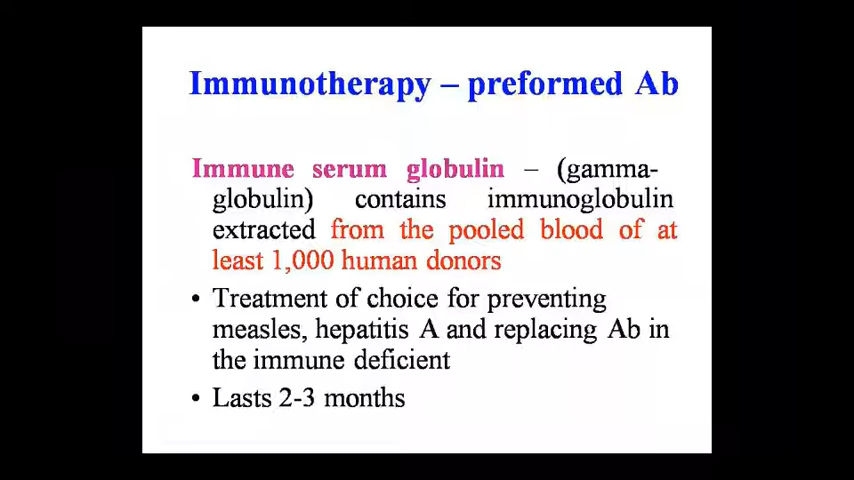 Immunotherapy – preformed Ab
Immune serum globulin – (gamma-
globulin) contains immunoglobulin
extracted from the pooled blood of at
least 1,000 human donors
• Treatment of choice for preventing
measles, hepatitis A and replacing Ab in
the immune deficient
• Lasts 2-3 months